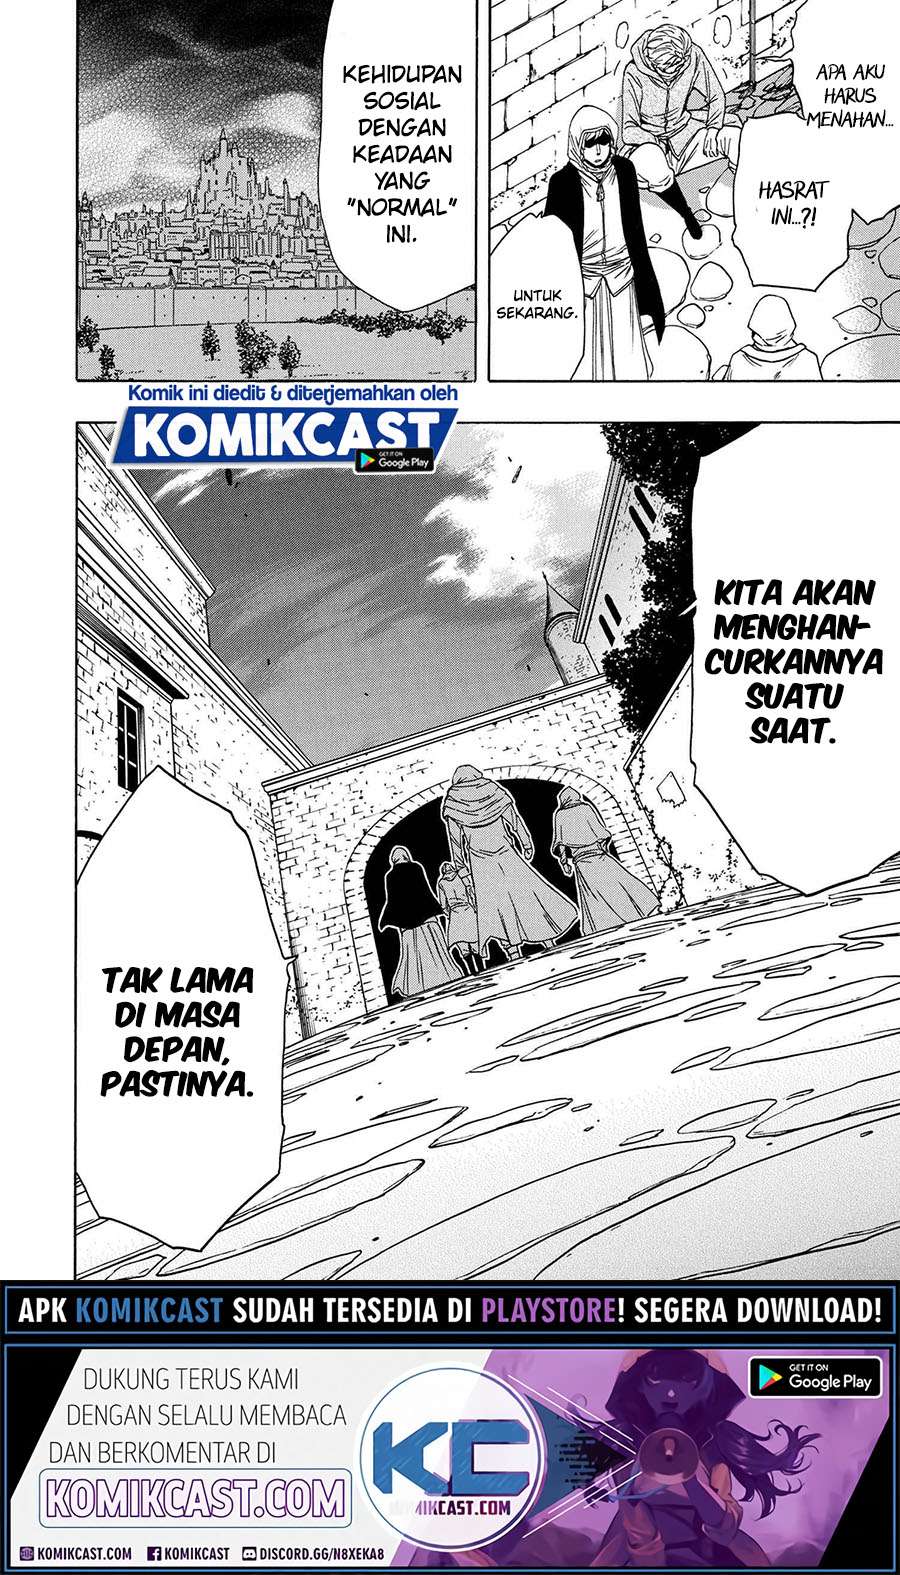 APA AKU
HARUS
MENAHAN...
HASRAT
INI...?!
UNTUK
SEKARANG.
KEHIDUPAN
SOSIAL
DENGAN
KEADAAN
YANG
"NORMAL"
INI.
Komik ini diedit & diterjemahkan oleh
KOMIKCAST
GET IT ON
Google Play
KITA AKAN
MENGHAN-
CURKANNYA
SUATU
SAAT.
TAK LAMA
DI MASA
DEPAN,
PASTINYA.
APK KOMIKCAST SUDAH TERSEDIA DI PLAYSTORE! SEGERA DOWNLOAD!
DUKUNG TERUS KAMI
DENGAN SELALU MEMBACA
DAN BERKOMENTAR DI
KOMIKCAST.COM
KOMIKCAST.COM KOMIKCAST DISCORD.GG/N8XEKA8
KC
GET IT ON
Google Play